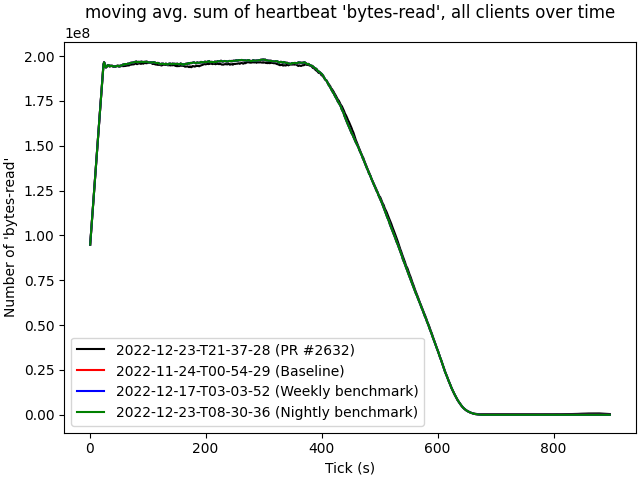 moving avg. sum of heartbeat 'bytes-read', all clients over time
1e8
2.00
1.75
1.50
1.25
1.00
0.75
0.50
0.25
0.00
Number of 'bytes-read'
2022-12-23-T21-37-28 (PR #2632)
2022-11-24-T00-54-29 (Baseline)
2022-12-17-T03-03-52 (Weekly benchmark)
2022-12-23-T08-30-36 (Nightly benchmark)
0 200 400 600 800
Tick (s)